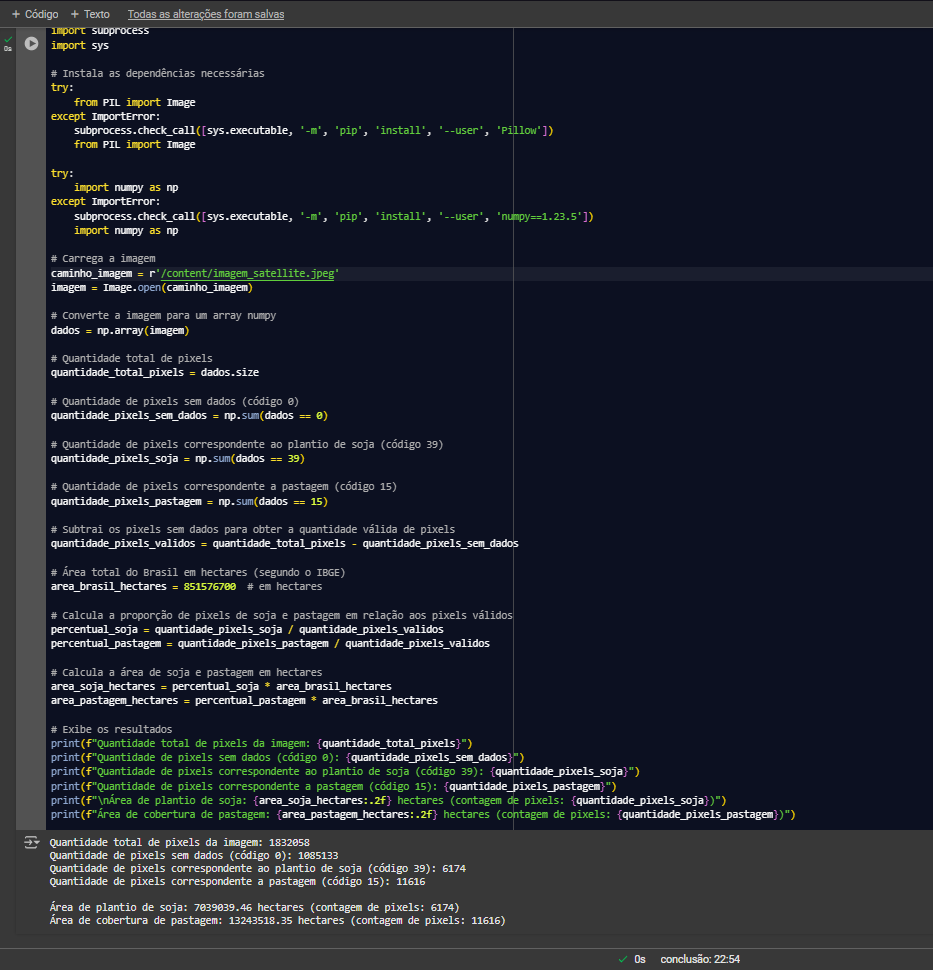 + Código + Texto Todas as alterações foram salvas
import subprocess
0s
import sys
# Instala as dependências necessárias
try:
    from PIL import Image
except ImportError:
    subprocess.check_call([sys.executable, '-m', 'pip', 'install', '--user', 'Pillow'])
    from PIL import Image
try:
    import numpy as np
except ImportError:
    subprocess.check_call([sys.executable, '-m', 'pip', 'install', '--user', 'numpy==1.23.5'])
    import numpy as np
# Carrega a imagem
caminho_imagem = r'/content/imagem_satellite.jpeg'
imagem = Image.open(caminho_imagem)
# Converte a imagem para um array numpy
dados = np.array(imagem)
# Quantidade total de pixels
quantidade_total_pixels = dados.size
# Quantidade de pixels sem dados (código 0)
quantidade_pixels_sem_dados = np.sum(dados == 0)
# Quantidade de pixels correspondente ao plantio de soja (código 39)
quantidade_pixels_soja = np.sum(dados == 39)
# Quantidade de pixels correspondente a pastagem (código 15)
quantidade_pixels_pastagem = np.sum(dados == 15)
# Subtrai os pixels sem dados para obter a quantidade válida de pixels
quantidade_pixels_validos = quantidade_total_pixels - quantidade_pixels_sem_dados
# Área total do Brasil em hectares (segundo o IBGE)
area_brasil_hectares = 851576700  # em hectares
# Calcula a proporção de pixels de soja e pastagem em relação aos pixels válidos
percentual_soja = quantidade_pixels_soja / quantidade_pixels_validos
percentual_pastagem = quantidade_pixels_pastagem / quantidade_pixels_validos
# Calcula a área de soja e pastagem em hectares
area_soja_hectares = percentual_soja * area_brasil_hectares
area_pastagem_hectares = percentual_pastagem * area_brasil_hectares
# Exibe os resultados
print(f"Quantidade total de pixels da imagem: {quantidade_total_pixels}")
print(f"Quantidade de pixels sem dados (código 0): {quantidade_pixels_sem_dados}")
print(f"Quantidade de pixels correspondente ao plantio de soja (código 39): {quantidade_pixels_soja}")
print(f"Quantidade de pixels correspondente a pastagem (código 15): {quantidade_pixels_pastagem}")
print(f"\nÁrea de plantio de soja: {area_soja_hectares:.2f} hectares (contagem de pixels: {quantidade_pixels_soja})")
print(f"Área de cobertura de pastagem: {area_pastagem_hectares:.2f} hectares (contagem de pixels: {quantidade_pixels_pastagem})")
Quantidade total de pixels da imagem: 1832058
Quantidade de pixels sem dados (código 0): 1085133
Quantidade de pixels correspondente ao plantio de soja (código 39): 6174
Quantidade de pixels correspondente a pastagem (código 15): 11616
Área de plantio de soja: 7039039.46 hectares (contagem de pixels: 6174)
Área de cobertura de pastagem: 13243518.35 hectares (contagem de pixels: 11616)
0s conclusão: 22:54